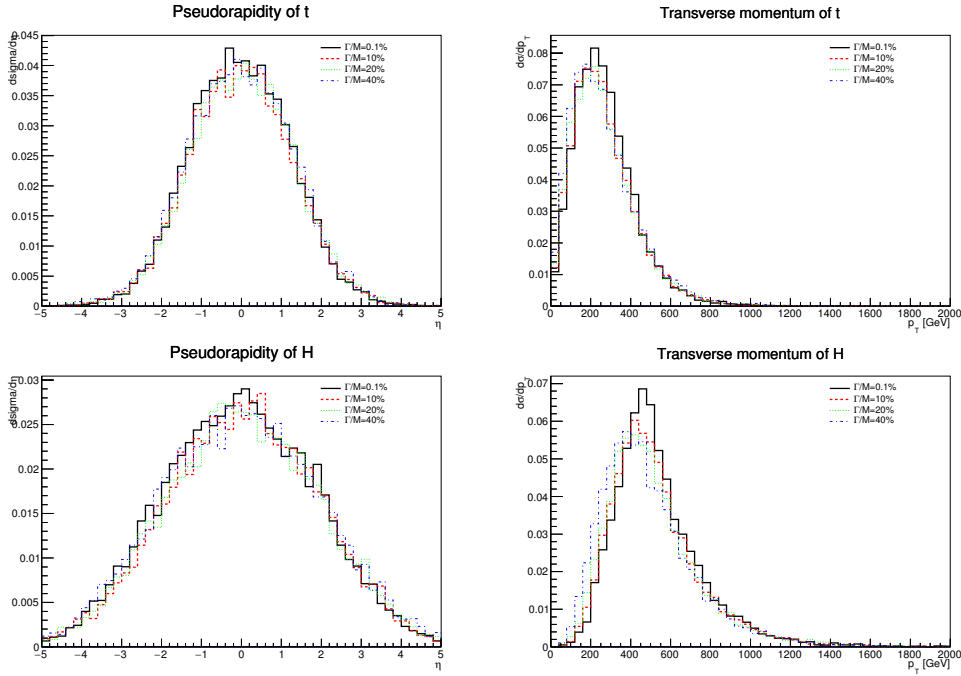 Pseudorapidity of t
dsigma/dη
0.045
0.04
0.035
0.03
0.025
0.02
0.015
0.01
0.005
0
Γ/M=0.1%
Γ/M=10%
Γ/M=20%
Γ/M=40%
−5 −4 −3 −2 −1 0 1 2 3 4 5
η
Transverse momentum of t
dσ/dp_T
0.08
0.07
0.06
0.05
0.04
0.03
0.02
0.01
0
Γ/M=0.1%
Γ/M=10%
Γ/M=20%
Γ/M=40%
0 200 400 600 800 1000 1200 1400 1600 1800 2000
p_T [GeV]
Pseudorapidity of H
dsigma/dη
0.03
0.025
0.02
0.015
0.01
0.005
0
Γ/M=0.1%
Γ/M=10%
Γ/M=20%
Γ/M=40%
−5 −4 −3 −2 −1 0 1 2 3 4 5
η
Transverse momentum of H
dσ/dp_T
0.07
0.06
0.05
0.04
0.03
0.02
0.01
0
Γ/M=0.1%
Γ/M=10%
Γ/M=20%
Γ/M=40%
0 200 400 600 800 1000 1200 1400 1600 1800 2000
p_T [GeV]